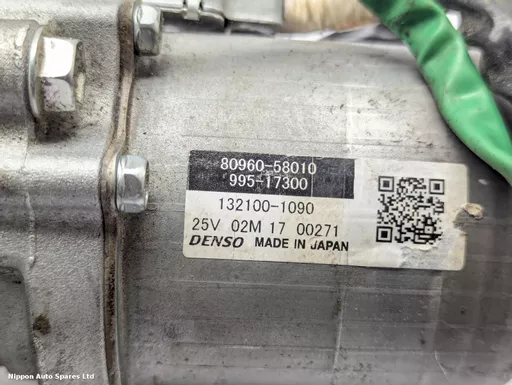 80960-58010
995-17300
132100-1090
25V 02M 17 00271
DENSO MADE IN JAPAN
Nippon Auto Spares Ltd